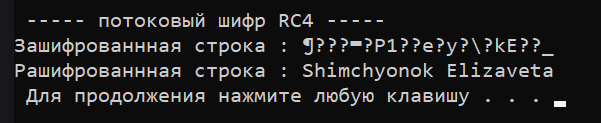 ----- потоковый шифр RC4 -----
Зашифрованнная строка : ¶???=?P1??e?y?\?kE??_
Рашифрованнная строка : Shimchyonok Elizaveta
Для продолжения нажмите любую клавишу . . .